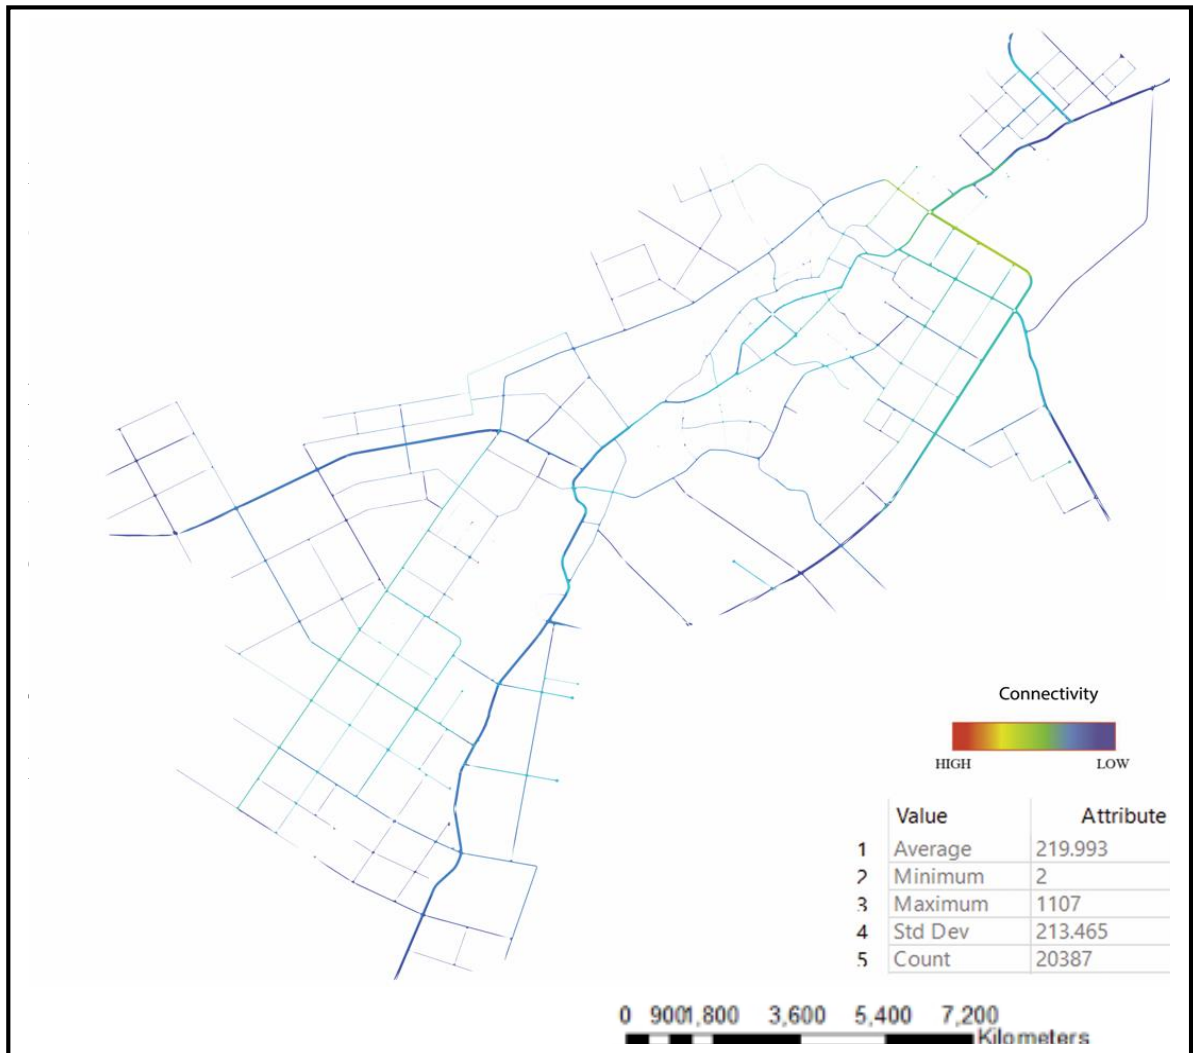 Connectivity
HIGH LOW
Value Attribute
1 Average 219.993
2 Minimum 2
3 Maximum 1107
4 Std Dev 213.465
5 Count 20387
0 9001,800 3,600 5,400 7,200
Kilometers